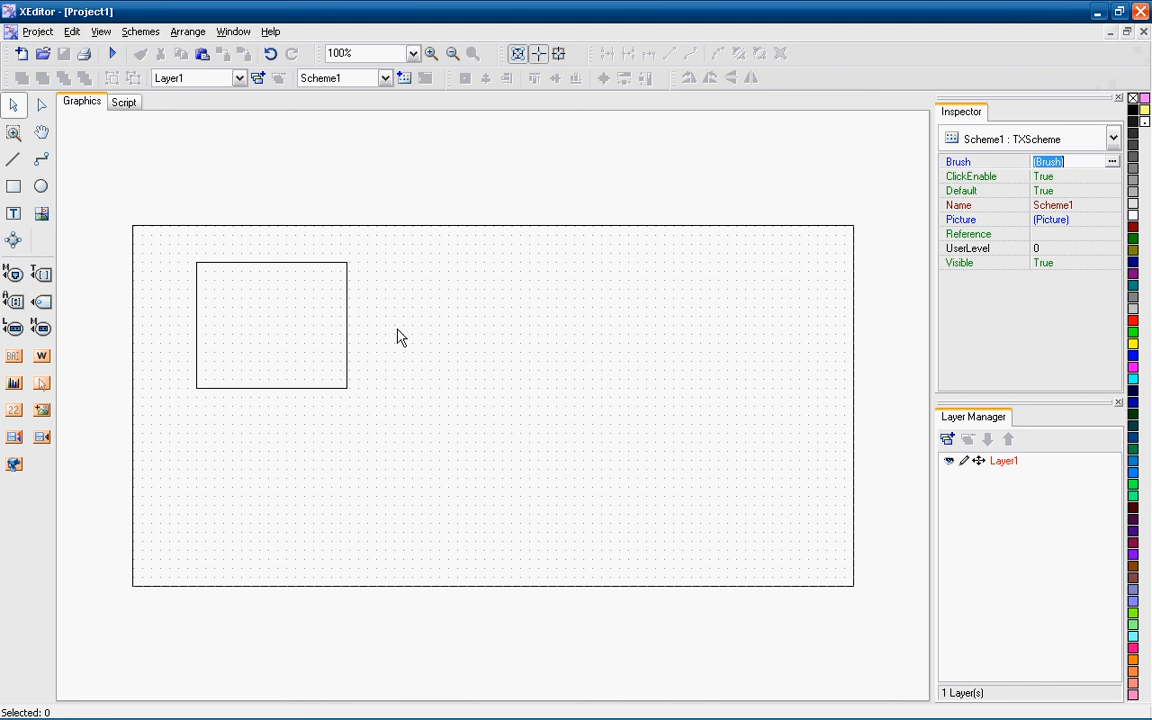 XEditor - [Project1]
Project Edit View Schemes Arrange Window Help
100%
Layer1 Scheme1
Graphics Script
Inspector
Scheme1 : TXScheme
Brush (Brush)
ClickEnable True
Default True
Name Scheme1
Picture (Picture)
Reference
UserLevel 0
Visible True
Layer Manager
Layer1
1 Layer(s)
Selected: 0